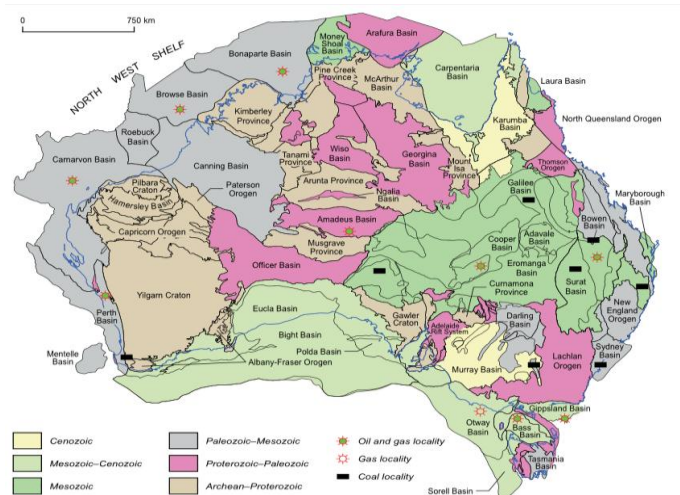 0 750 km
NORTH WEST SHELF
Bonaparte Basin
Money
Shoal
Basin
Arafura Basin
Carpentaria
Basin
Laura Basin
Browse Basin
Pine Creek
Province
McArthur
Basin
Kimberley
Province
Karumba
Basin
North Queensland Orogen
Roebuck
Basin
Carnarvon Basin
Canning Basin
Tanami
Province
Wiso
Basin
Georgina
Basin
Mount
Isa
Province
Thomson
Orogen
Maryborough
Basin
Pilbara
Craton
Paterson
Orogen
Arunta Province
Ngalia
Basin
Galilee
Basin
Hamersley Basin
Capricorn Orogen
Amadeus Basin
Bowen
Basin
Musgrave
Province
Cooper
Basin
Adavale
Basin
Eromanga
Basin
Officer Basin
Surat
Basin
Yilgarn Craton
Curnamona
Province
New
England
Orogen
Perth
Basin
Eucla Basin
Gawler
Craton
Adelaide
Rift System
Darling
Basin
Bight Basin
Lachlan
Orogen
Sydney
Basin
Mentelle
Basin
Polda Basin
Albany-Fraser Orogen
Murray Basin
Gippsland Basin
Otway
Basin
Bass
Basin
Tasmania
Basin
Sorell Basin
Cenozoic
Mesozoic–Cenozoic
Mesozoic
Paleozoic–Mesozoic
Proterozoic–Paleozoic
Archean–Proterozoic
Oil and gas locality
Gas locality
Coal locality